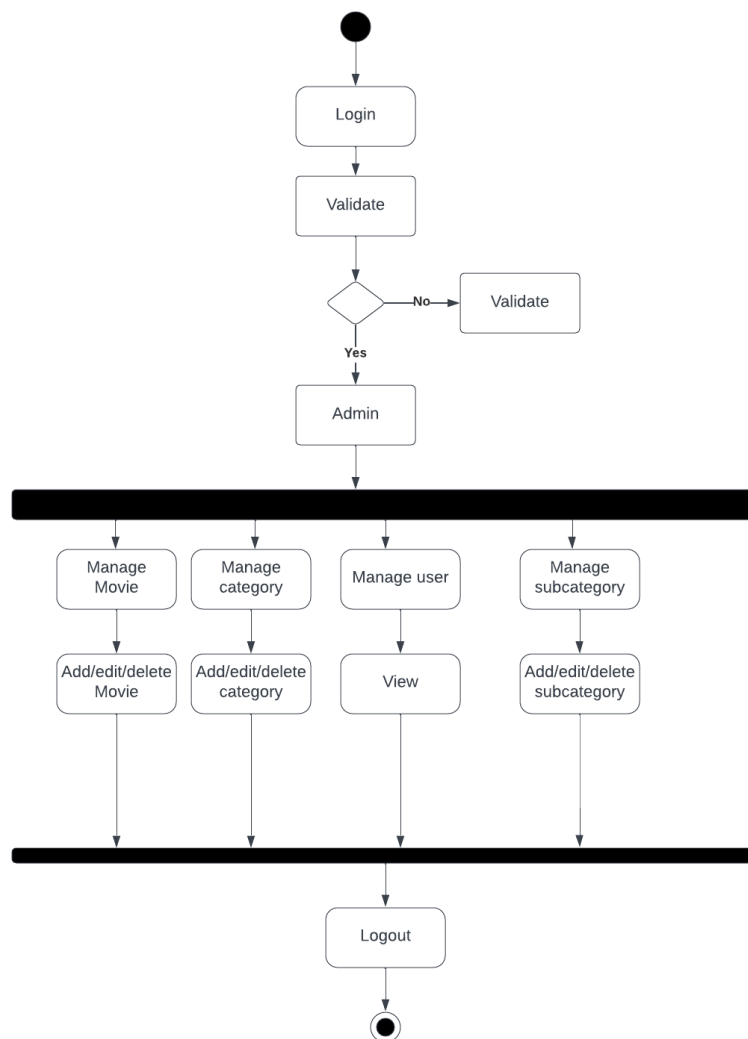 Login
Validate
No
Validate
Yes
Admin
Manage
Movie
Manage
category
Manage user
Manage
subcategory
Add/edit/delete
Movie
Add/edit/delete
category
View
Add/edit/delete
subcategory
Logout